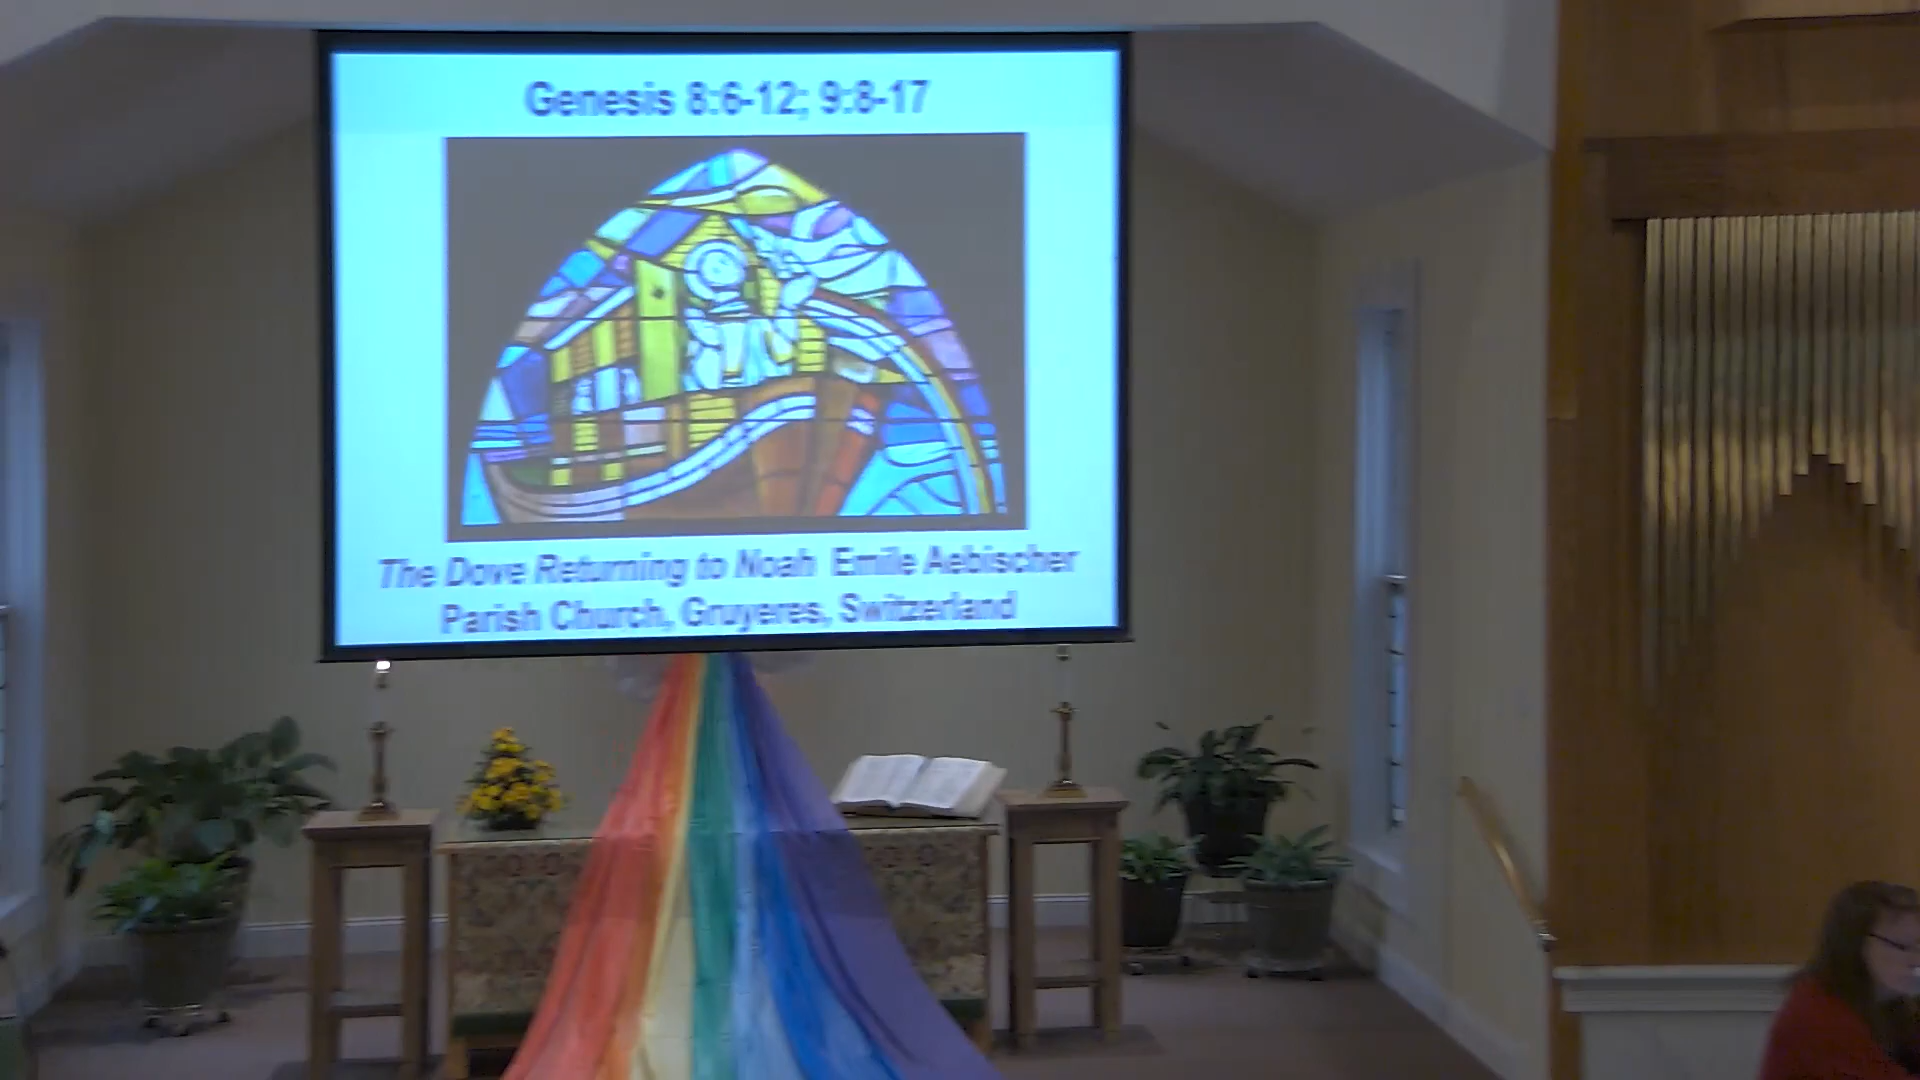 Genesis 8:6-12; 9:8-17
The Dove Returning to Noah Emile Aebischer
Parish Church, Gruyeres, Switzerland